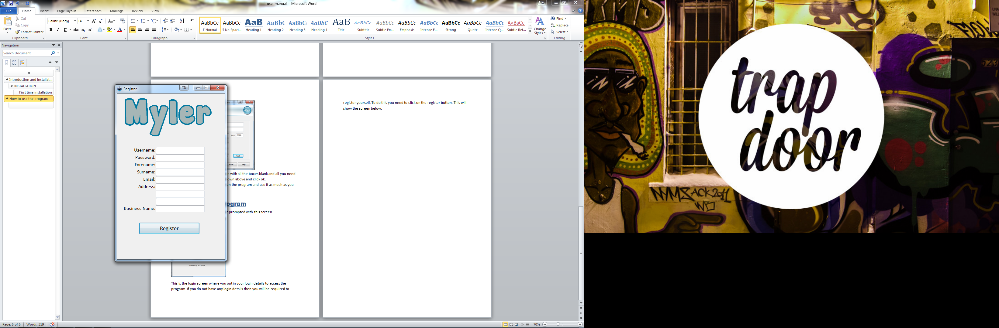 user manual - Microsoft Word
File Home Insert Page Layout References Mailings Review View
Paste
Cut
Copy
Format Painter
Clipboard
Calibri (Body) 14
Font
Paragraph
AaBbCc AaBbCc AaB AaBbC AaBbC AaBbC AaB AaBbCc. AaBbCc AaBbCc AaBbCc AaBbCc AaBbCc AaBbCc AaBbCcI
¶ Normal ¶ No Spaci... Heading 1 Heading 2 Heading 3 Heading 4 Title Subtitle Subtle Em... Emphasis Intense E... Strong Quote Intense Q... Subtle Ref...
Styles
Change
Styles
Find
Replace
Select
Editing
Navigation
Search Document
Introduction and installat...
INSTALLATION
First time installation
How to use the program
Register
Myler
Username:
Password:
Forename:
Surname:
Email:
Address:
Business Name:
Register
Port: 3306
Test
Cancel Help
n with all the boxes blank and all you need
own above and click ok.
un the program and use it as much as you
ogram
e prompted with this screen.
Created by Jack Hoyle
This is the login screen where you put in your login details to access the
program. If you do not have any login details then you will be required to
register yourself. To do this you need to click on the register button. This will
show the screen below.
Page: 6 of 6 Words: 319
70%
trap
door
NYMZ ACK 2011
WB